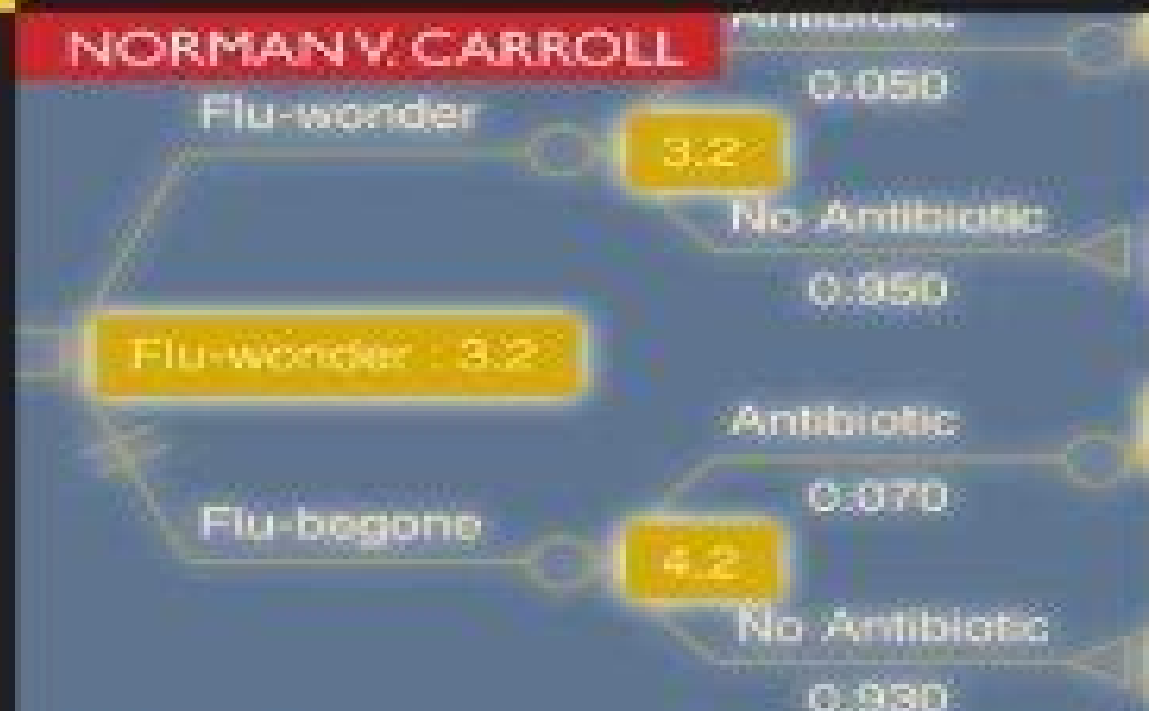 NORMAN V. CARROLL
Antibiotic
0.050
Flu-wonder
3.2
No Antibiotic
0.950
Flu-wonder : 3.2
Antibiotic
0.070
Flu-begone
4.2
No Antibiotic
0.930